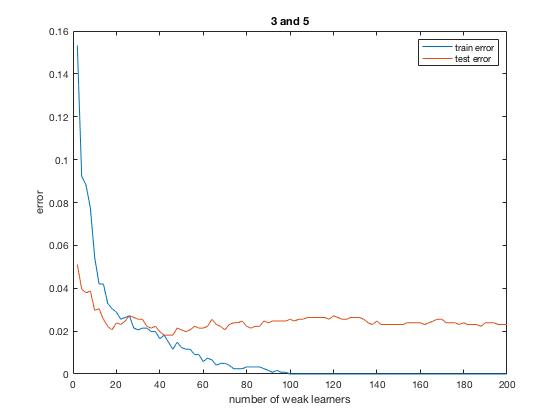 3 and 5
train error
test error
0.16
0.14
0.12
0.1
0.08
0.06
0.04
0.02
0
error
0 20 40 60 80 100 120 140 160 180 200
number of weak learners